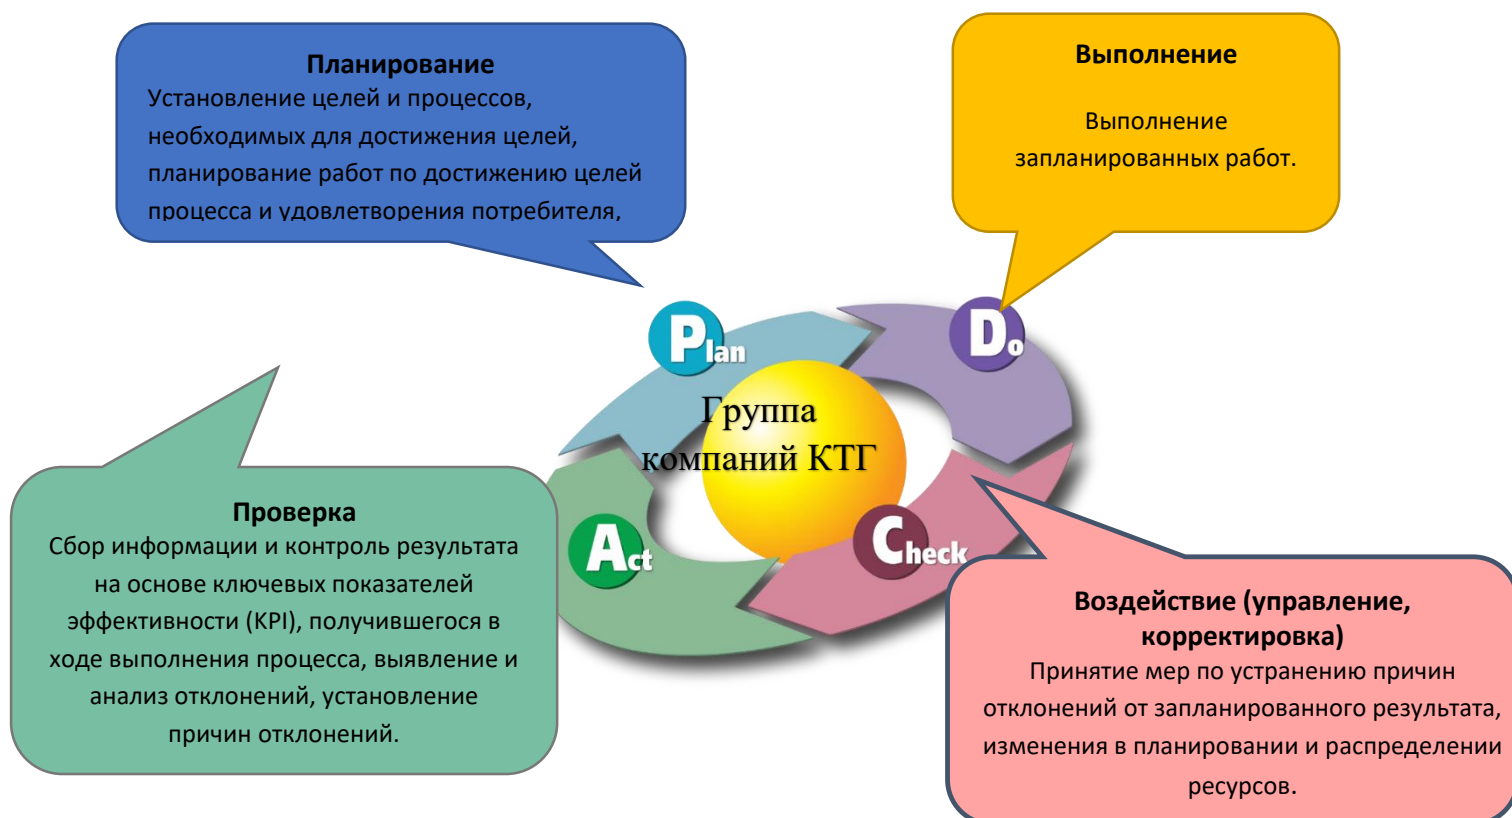 Планирование
Установление целей и процессов,
необходимых для достижения целей,
планирование работ по достижению целей
процесса и удовлетворения потребителя,
Выполнение
Выполнение
запланированных работ.
Plan
Do
Группа
компаний КТГ
Act
Check
Проверка
Сбор информации и контроль результата
на основе ключевых показателей
эффективности (KPI), получившегося в
ходе выполнения процесса, выявление и
анализ отклонений, установление
причин отклонений.
Воздействие (управление,
корректировка)
Принятие мер по устранению причин
отклонений от запланированного результата,
изменения в планировании и распределении
ресурсов.